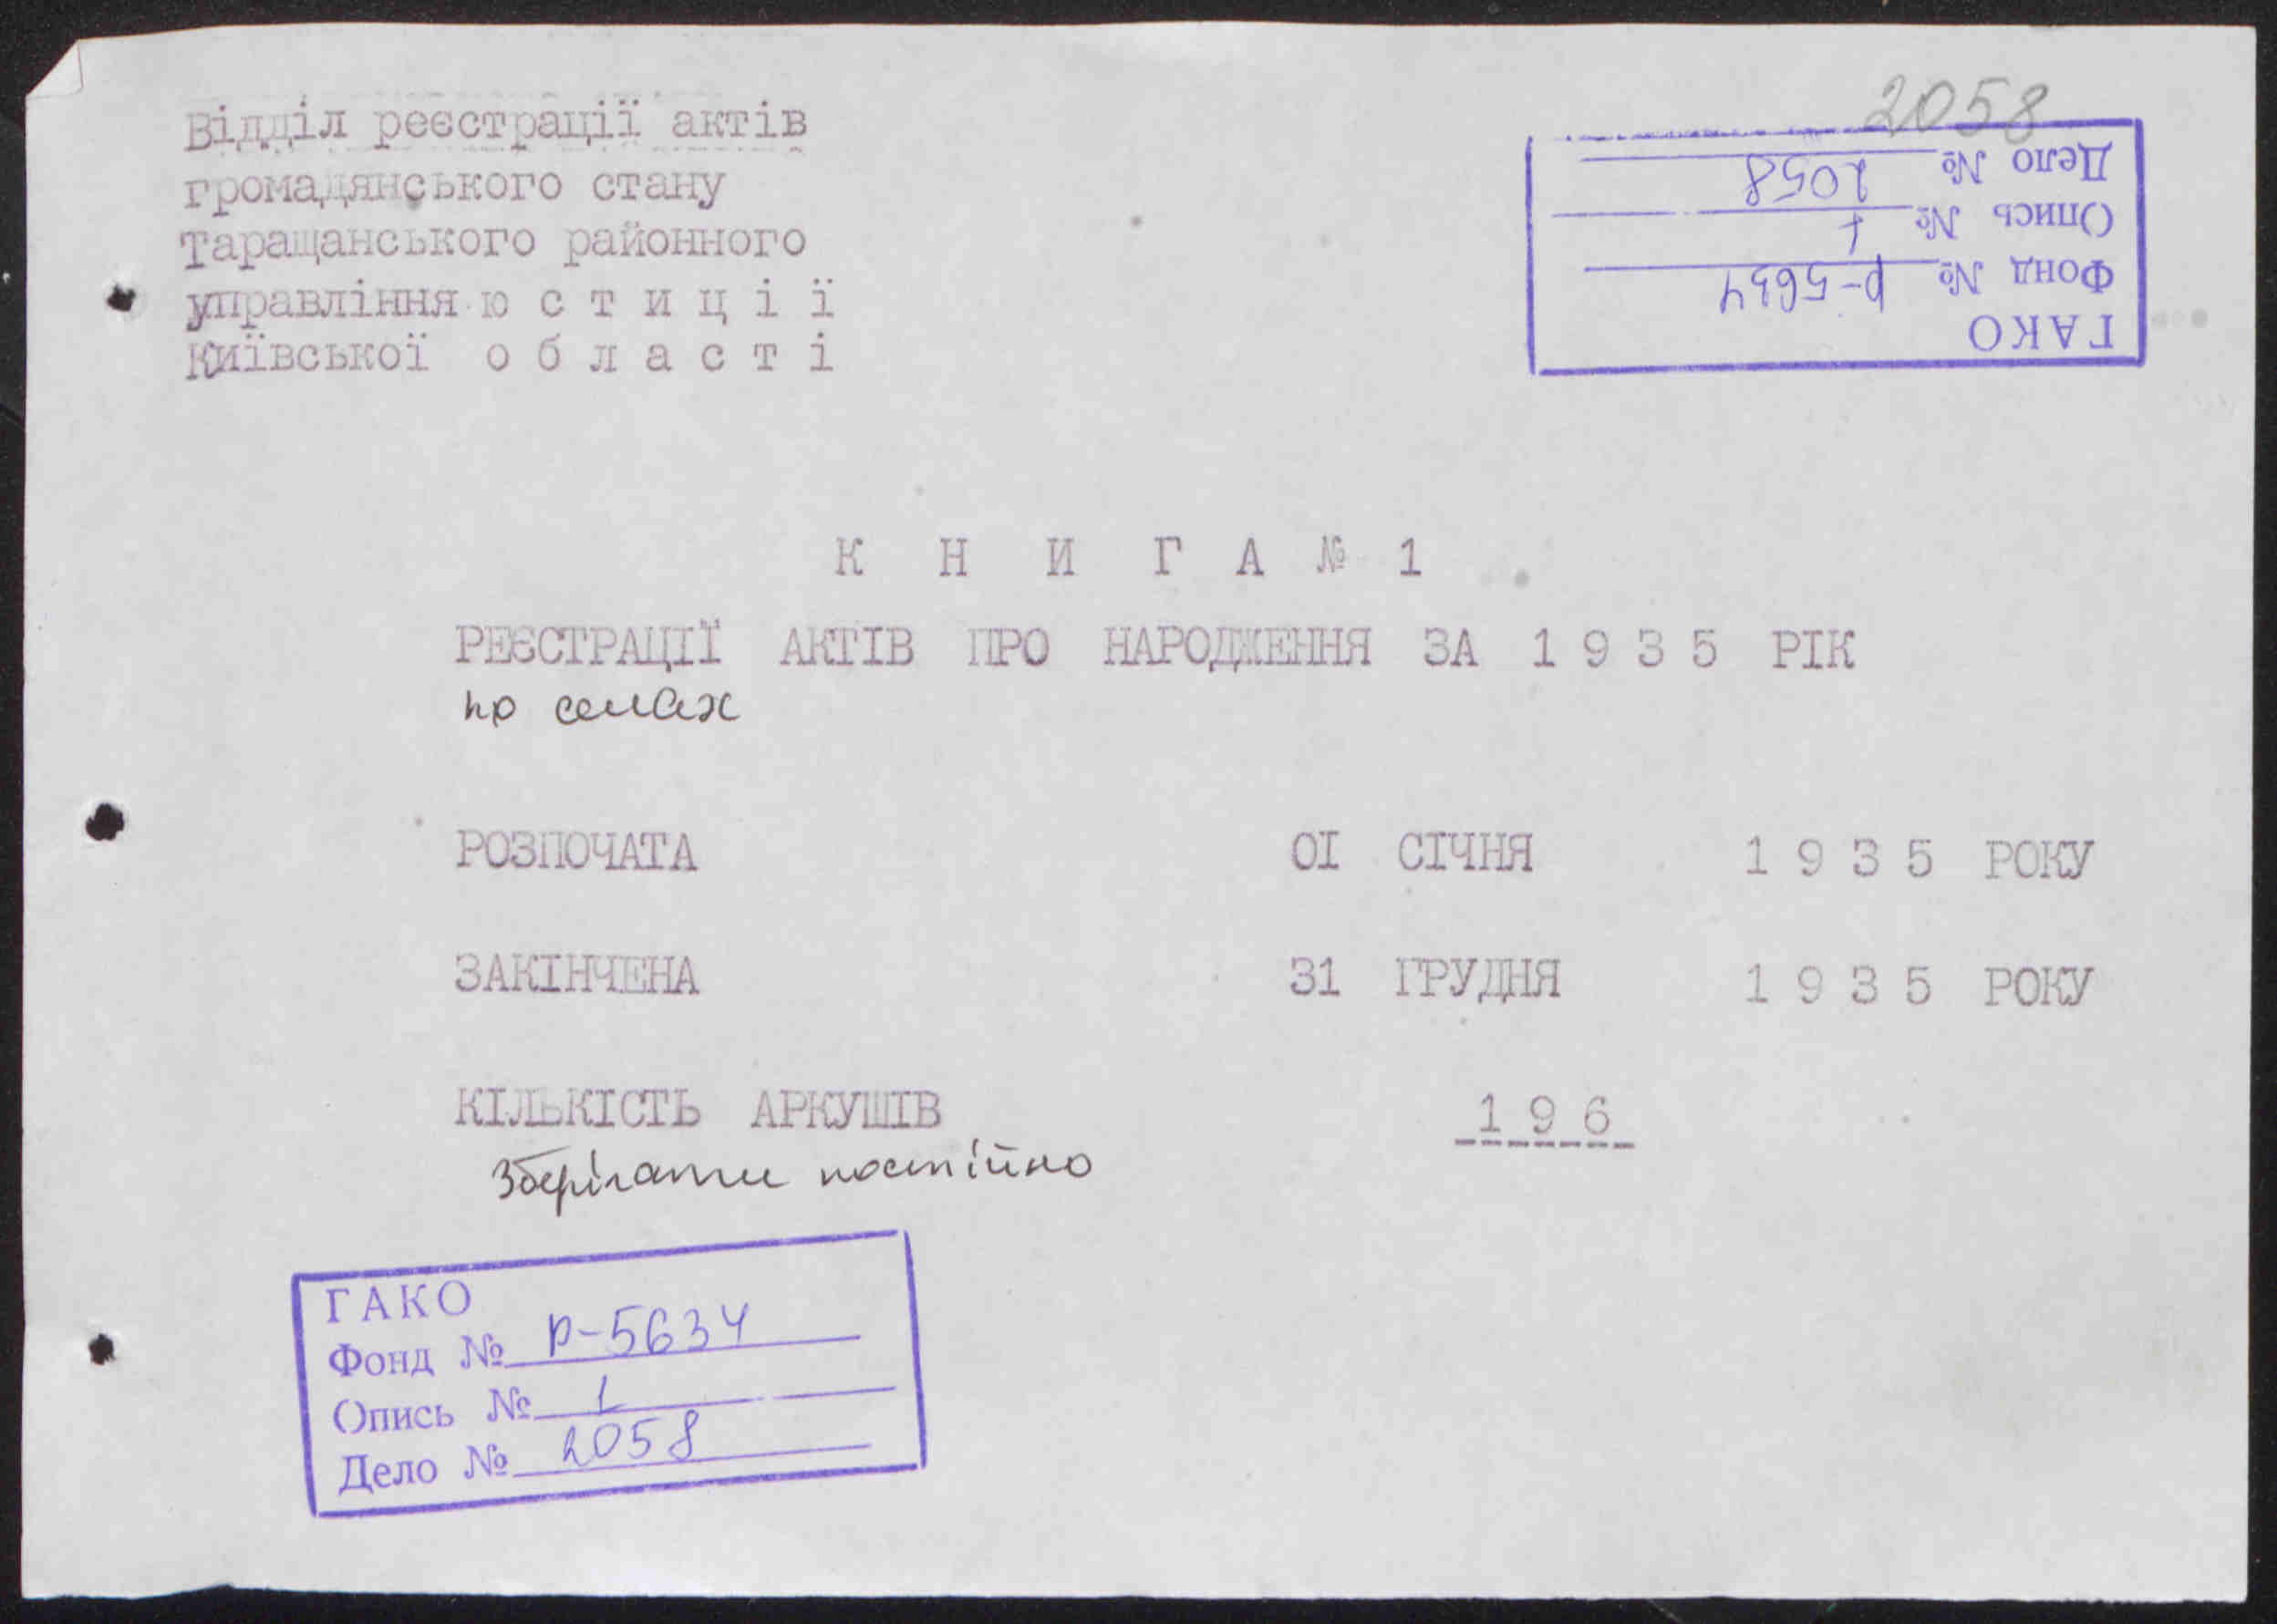 Відділ реєстрації актів
громадянського стану
Таращанського районного
управління ю с т и ц і ї
Київської о б л а с т і
2058
Дело № 2058
Опись № 1
Фонд № р-5634
ГАКО
К Н И Г А № 1
РЕЄСТРАЦІЇ АКТІВ ПРО НАРОДЖЕННЯ ЗА 1 9 3 5 РІК
по селах
РОЗПОЧАТА 01 СІЧНЯ 1 9 3 5 РОКУ
ЗАКІНЧЕНА 31 ГРУДНЯ 1 9 3 5 РОКУ
КІЛЬКІСТЬ АРКУШІВ 1 9 6
Зберігати постійно
ГАКО
Фонд № р-5634
Опись № 1
Дело № 2058